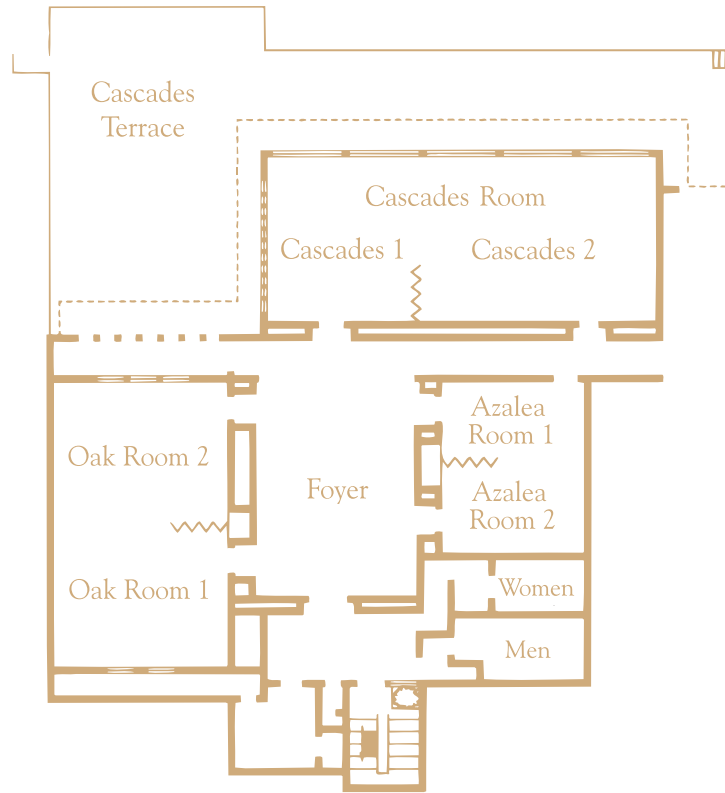 Cascades
Terrace
Cascades Room
Cascades 1
Cascades 2
Azalea
Room 1
Oak Room 2
Foyer
Azalea
Room 2
Oak Room 1
Women
Men